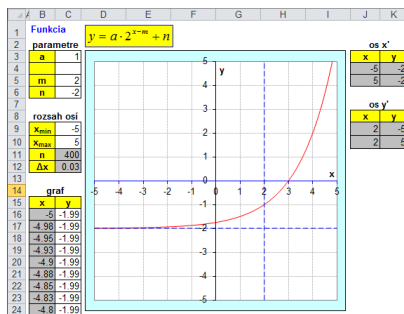 A B C D E F G H I J K
1 Funkcia y = a · 2^{x−m} + n
2 parametre os x'
3 a 1 x y
4 -5 -2
5 m 2 5 -2
6 n -2
7 os y'
8 rozsah osí x y
9 xmin -5 2 -5
10 xmax 5 2 5
11 n 400
12 Δx 0.03
13
14 graf
15 x y
16 -5 -1.99
17 -4.98 -1.99
18 -4.95 -1.99
19 -4.93 -1.99
20 -4.9 -1.99
21 -4.88 -1.99
22 -4.85 -1.99
23 -4.83 -1.99
24 -4.8 -1.99
y
5
4
3
2
1
0
-1
-2
-3
-4
-5
x
-5 -4 -3 -2 -1 0 1 2 3 4 5